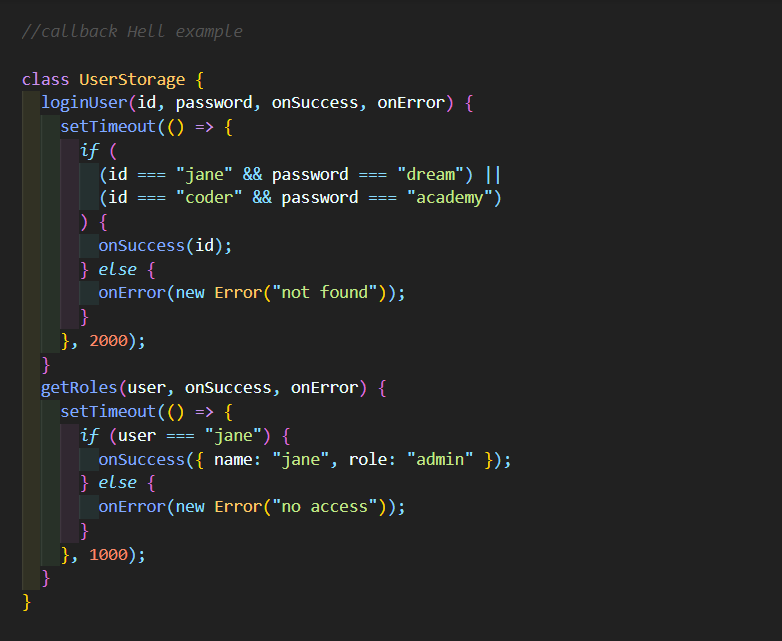 //callback Hell example
class UserStorage {
loginUser(id, password, onSuccess, onError) {
setTimeout(() => {
if (
(id === "jane" && password === "dream") ||
(id === "coder" && password === "academy")
) {
onSuccess(id);
} else {
onError(new Error("not found"));
}
}, 2000);
}
getRoles(user, onSuccess, onError) {
setTimeout(() => {
if (user === "jane") {
onSuccess({ name: "jane", role: "admin" });
} else {
onError(new Error("no access"));
}
}, 1000);
}
}